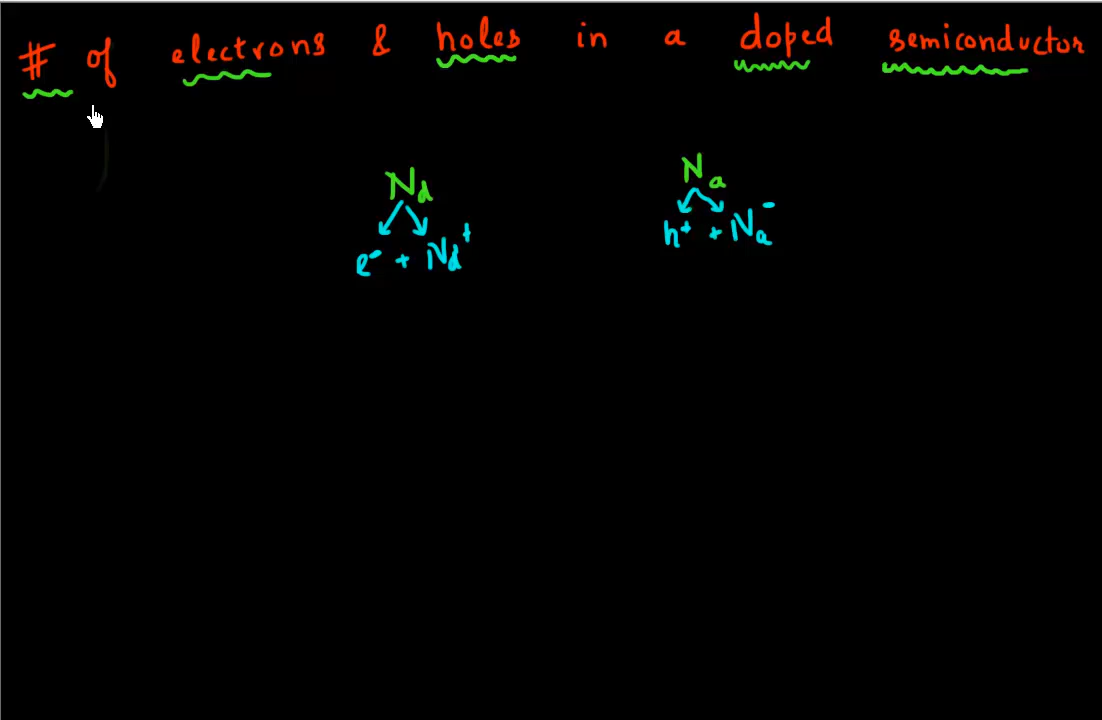 # of electrons & holes in a doped semiconductor
Nd Na
e⁻ + Nd⁺ h⁺ + Na⁻